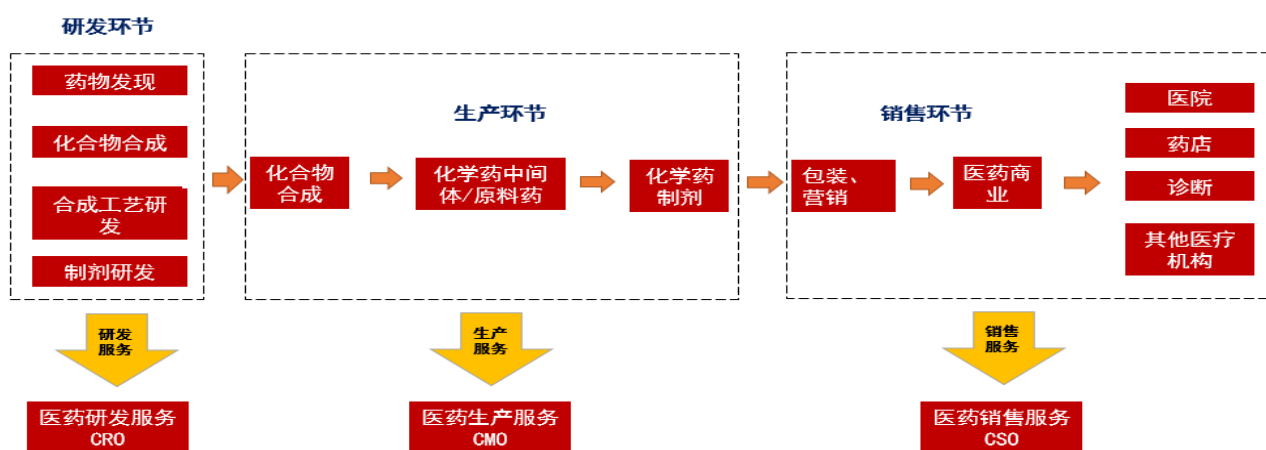 研发环节
药物发现
化合物合成
合成工艺研
发
制剂研发
生产环节
化合物
合成
化学药中间
体/原料药
化学药
制剂
销售环节
包装、
营销
医药商
业
医院
药店
诊断
其他医疗
机构
研发
服务
生产
服务
销售
服务
医药研发服务
CRO
医药生产服务
CMO
医药销售服务
CSO